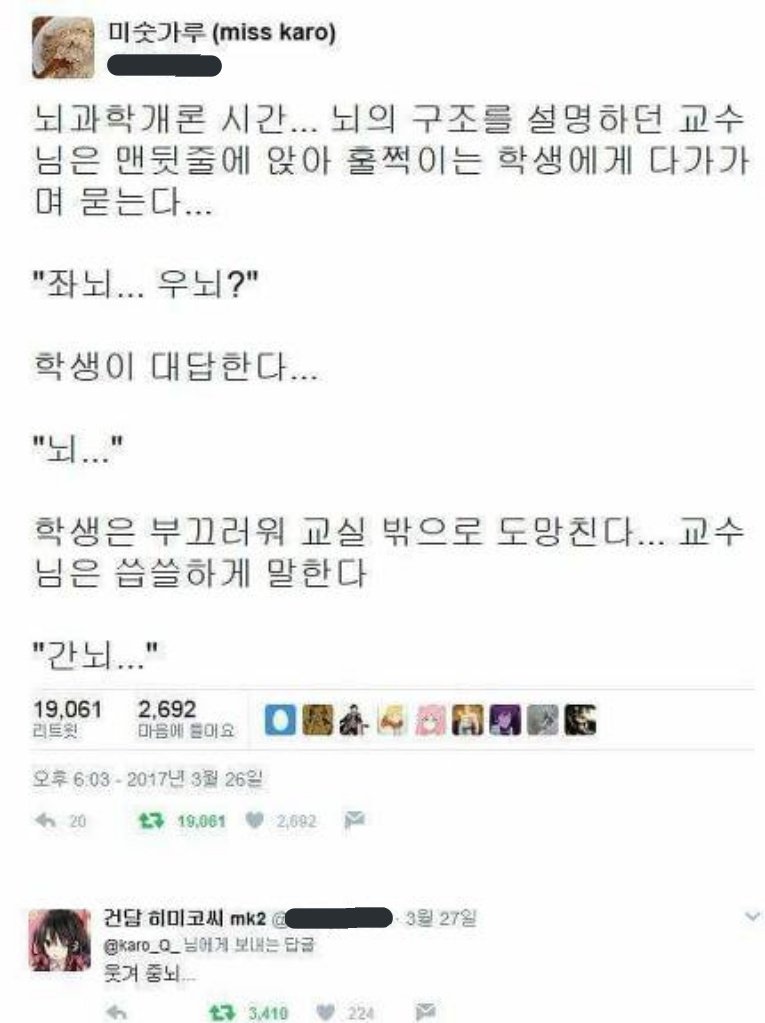 미숫가루 (miss karo)
뇌과학개론 시간... 뇌의 구조를 설명하던 교수
님은 맨뒷줄에 앉아 훌쩍이는 학생에게 다가가
며 묻는다...
"좌뇌... 우뇌?"
학생이 대답한다...
"뇌..."
학생은 부끄러워 교실 밖으로 도망친다... 교수
님은 씁쓸하게 말한다
"간뇌..."
19,061 2,692
리트윗 마음에 들어요
오후 6:03 - 2017년 3월 26일
20 19,061 2,692
건달 히미코씨 mk2 @ · 3월 27일
@karo_Q_ 님에게 보내는 답글
웃겨 중뇌...
3,410 224